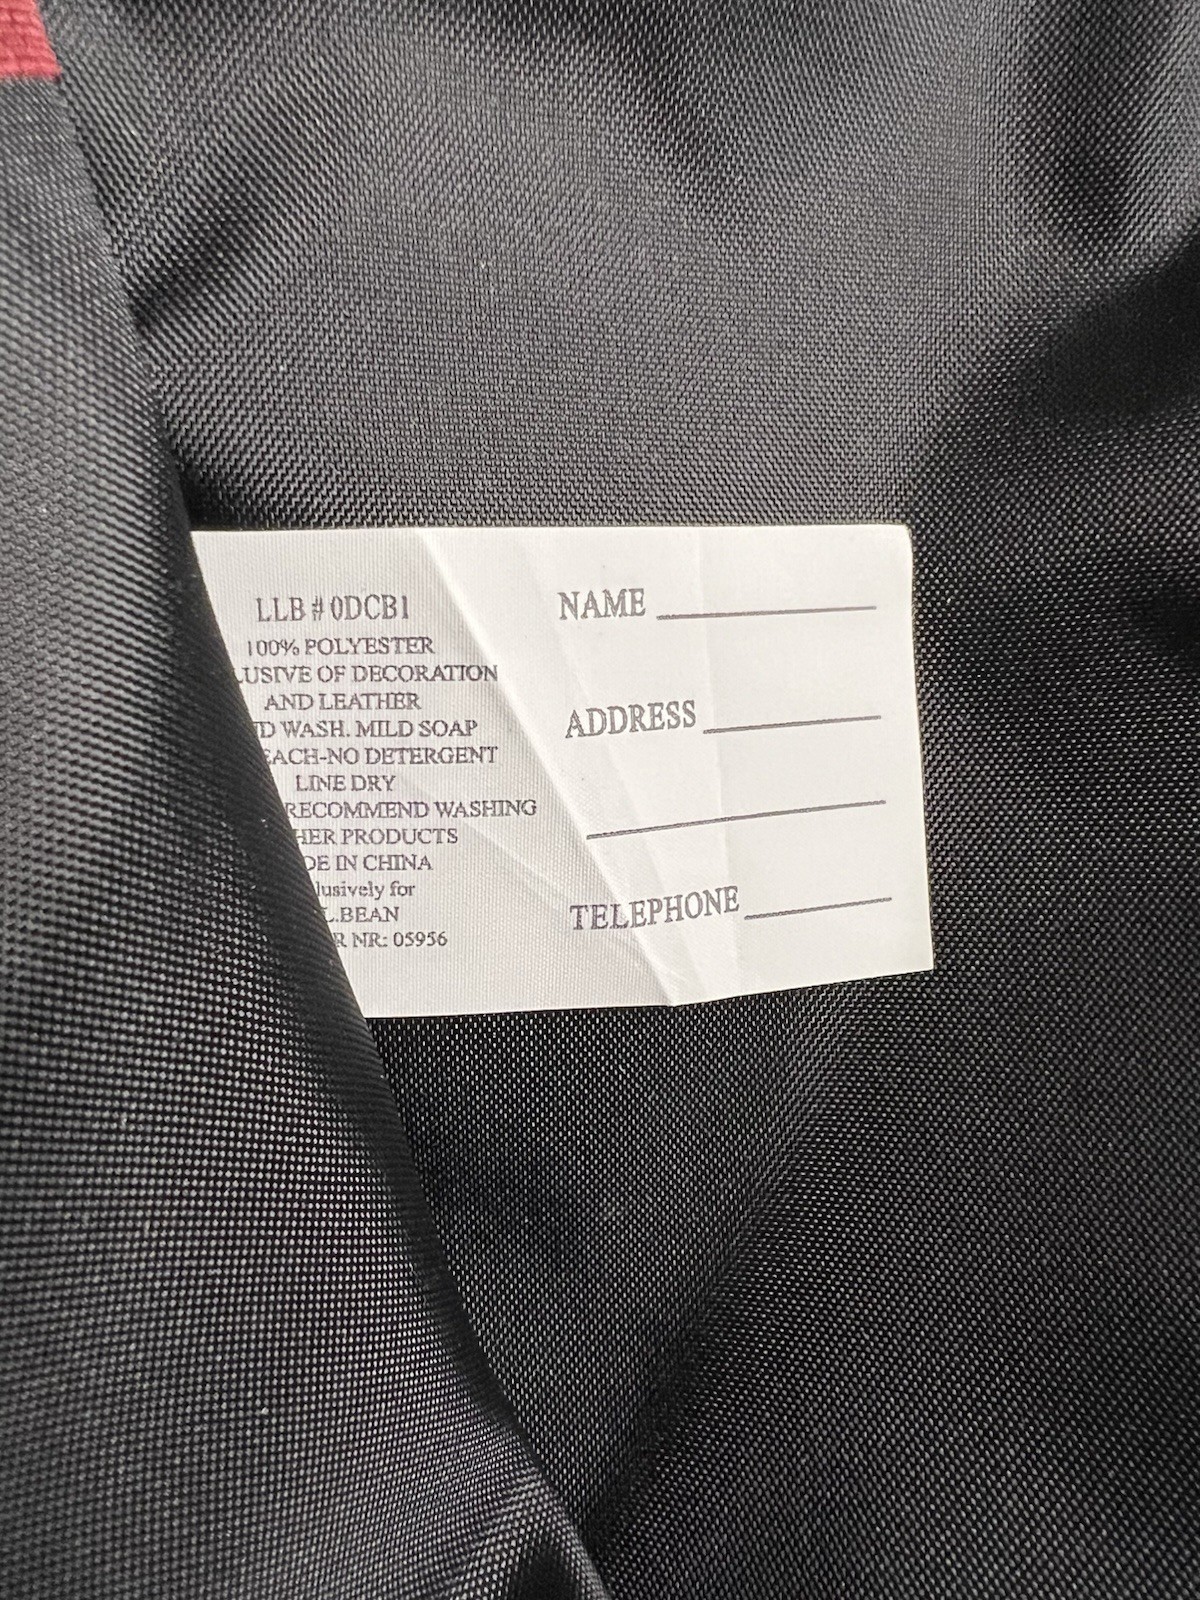 LLB # 0DCB1
100% POLYESTER
LUSIVE OF DECORATION
AND LEATHER
D WASH. MILD SOAP
EACH-NO DETERGENT
LINE DRY
RECOMMEND WASHING
HER PRODUCTS
DE IN CHINA
lusively for
L.BEAN
R NR: 05956
NAME
ADDRESS
TELEPHONE